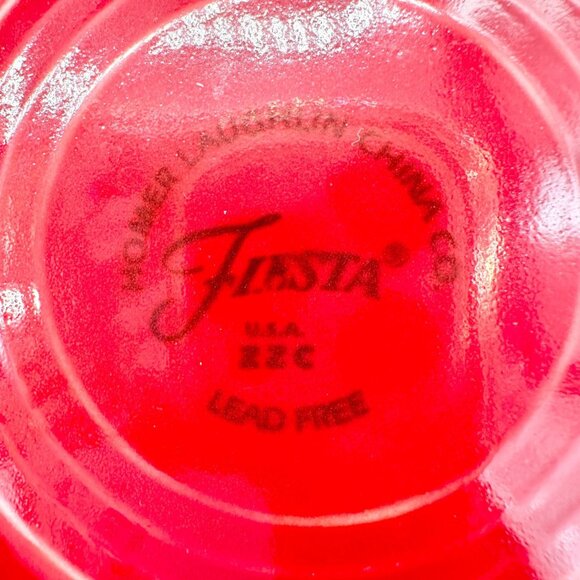 HOMER LAUGHLIN CHINA CO.
FIESTA®
U.S.A.
ZZC
LEAD FREE